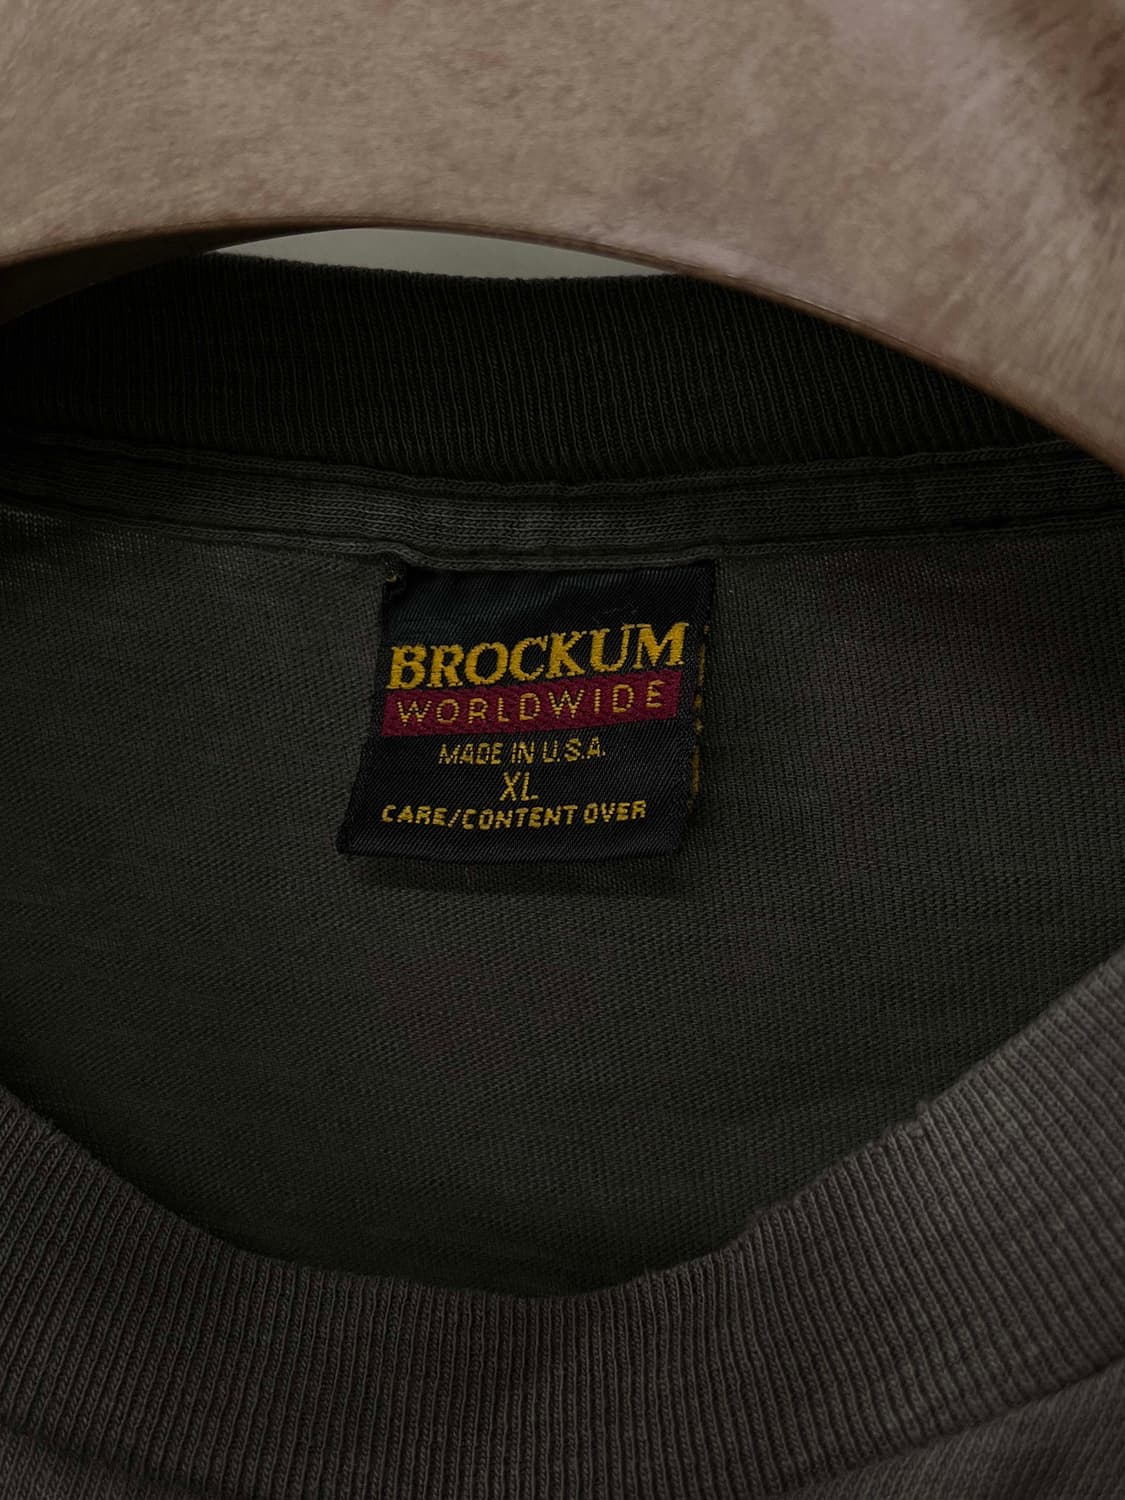 BROCKUM
WORLDWIDE
MADE IN U.S.A.
XL
CARE/CONTENT OVER